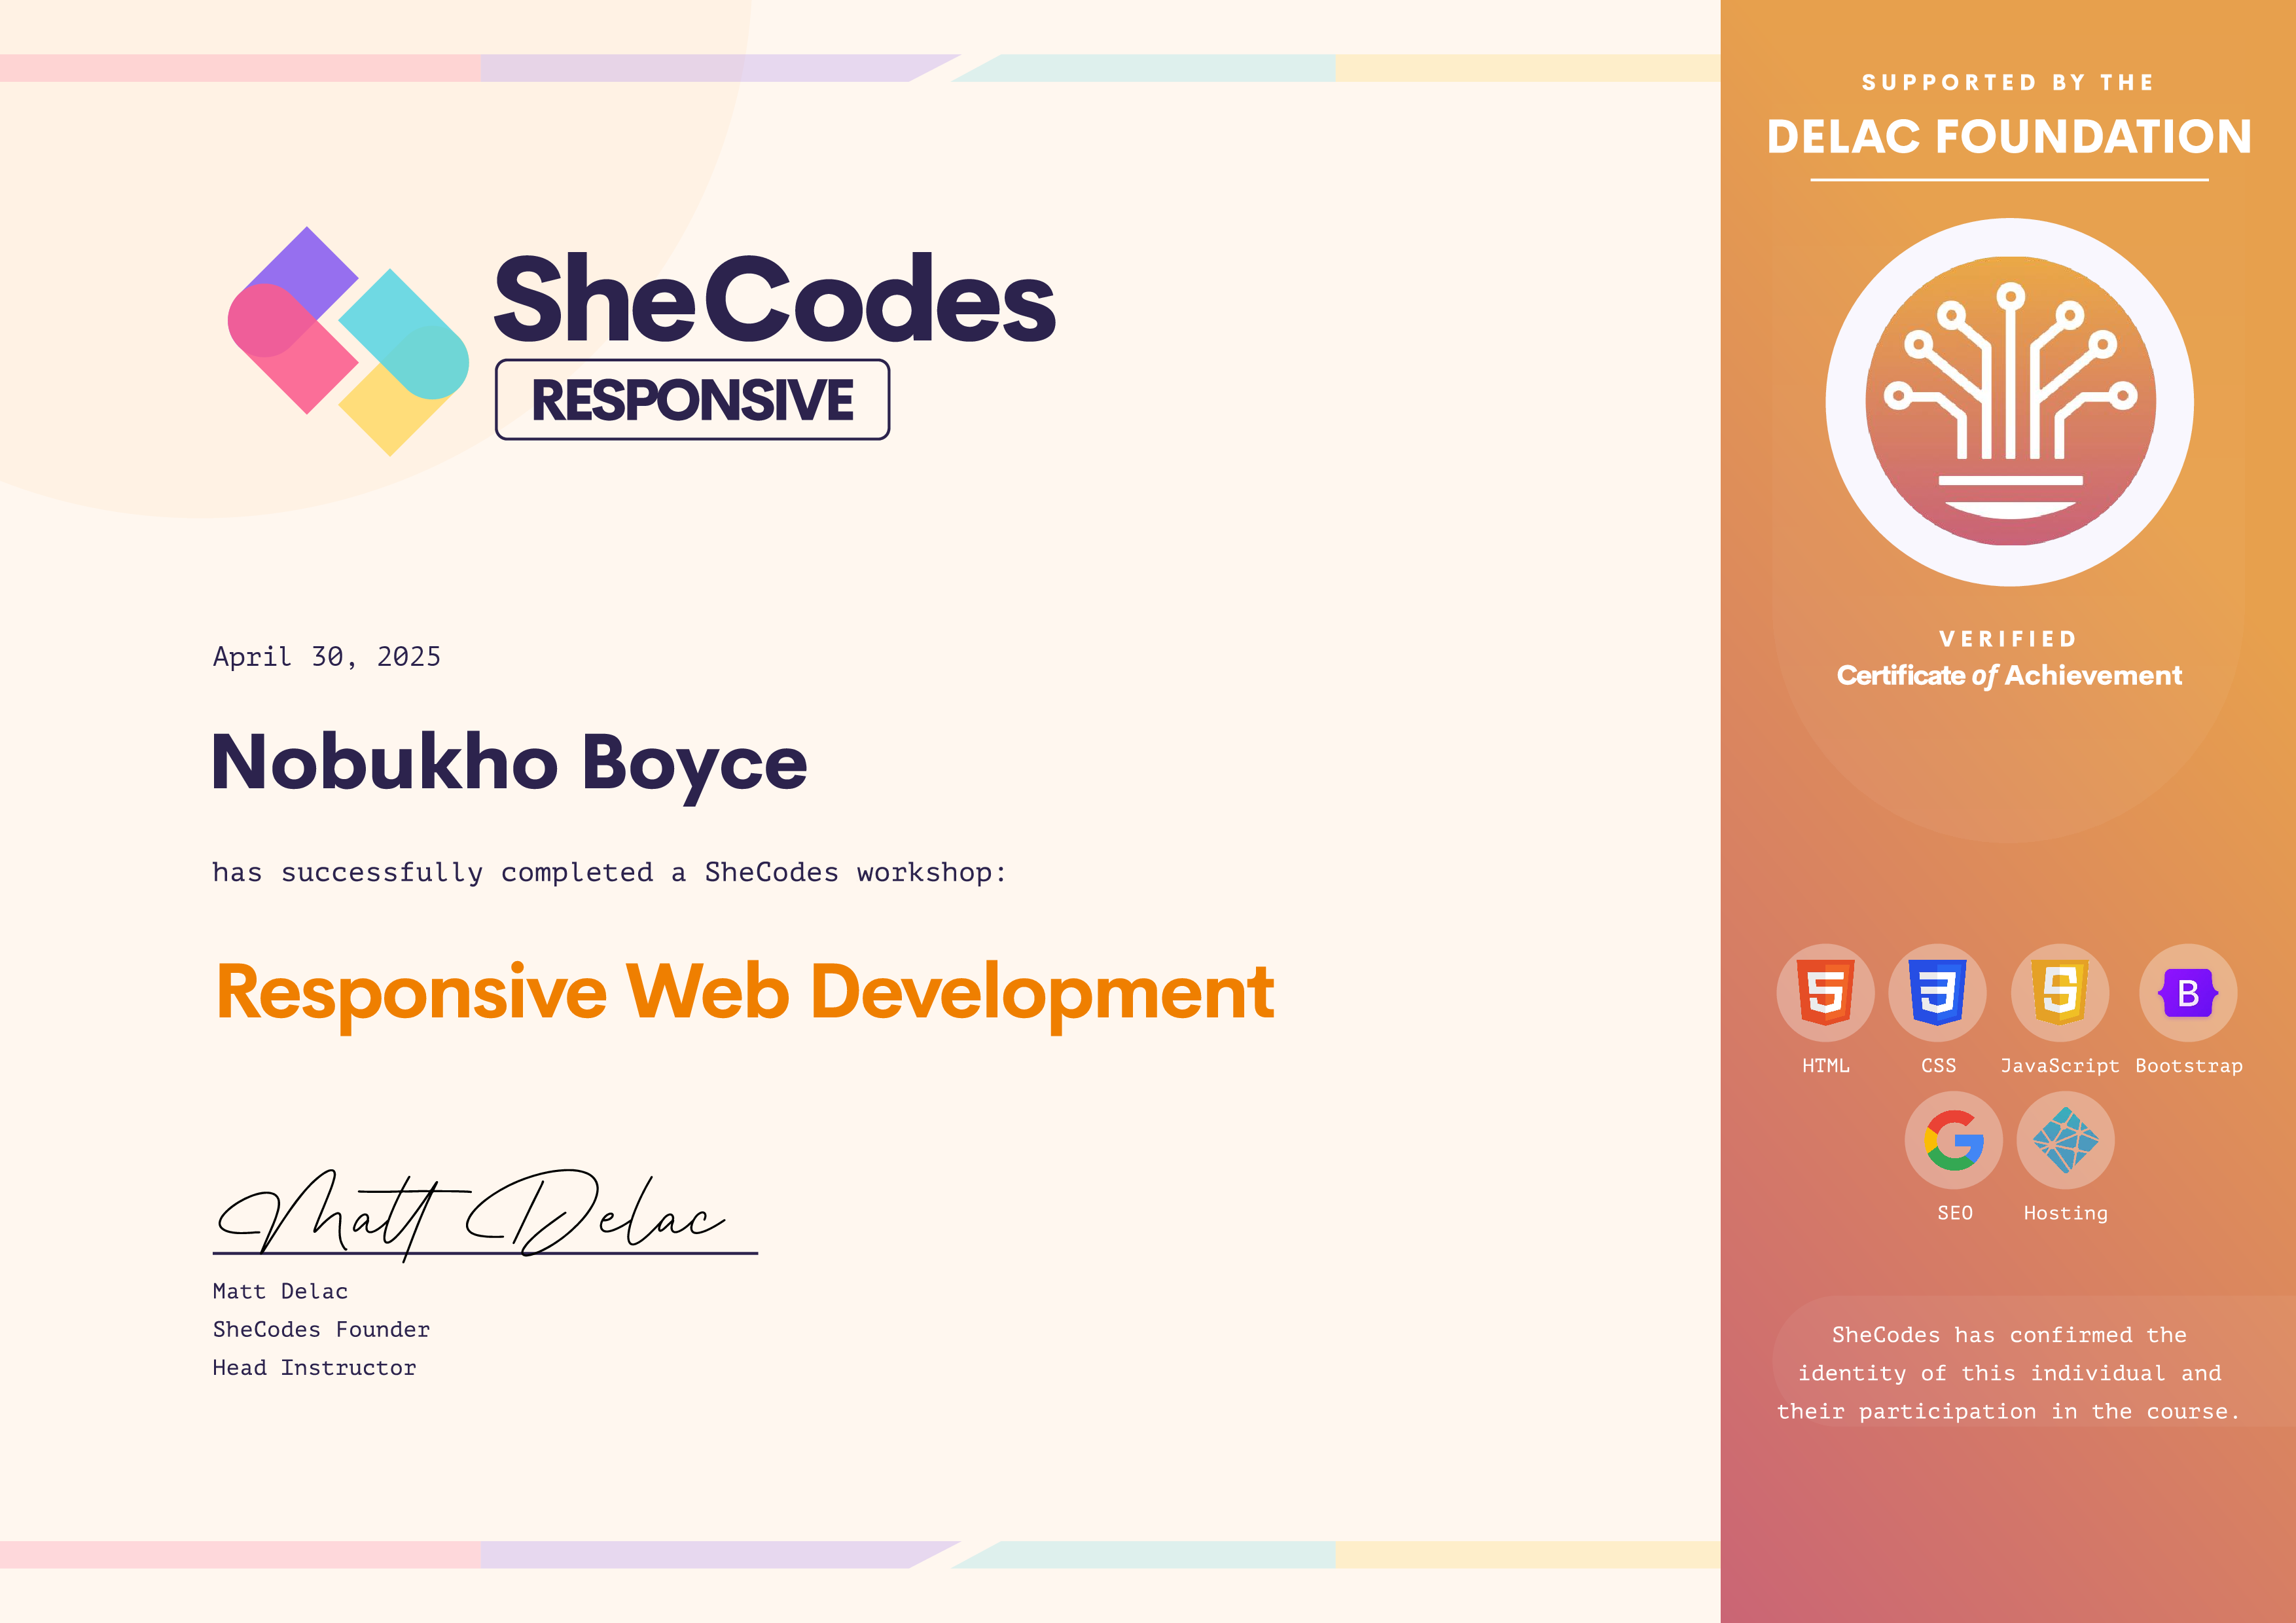 SheCodes
RESPONSIVE
April 30, 2025
Nobukho Boyce
has successfully completed a SheCodes workshop:
Responsive Web Development
Matt Delac
Matt Delac
SheCodes Founder
Head Instructor
SUPPORTED BY THE
DELAC FOUNDATION
VERIFIED
Certificate of Achievement
HTML CSS JavaScript Bootstrap
SEO Hosting
SheCodes has confirmed the
identity of this individual and
their participation in the course.